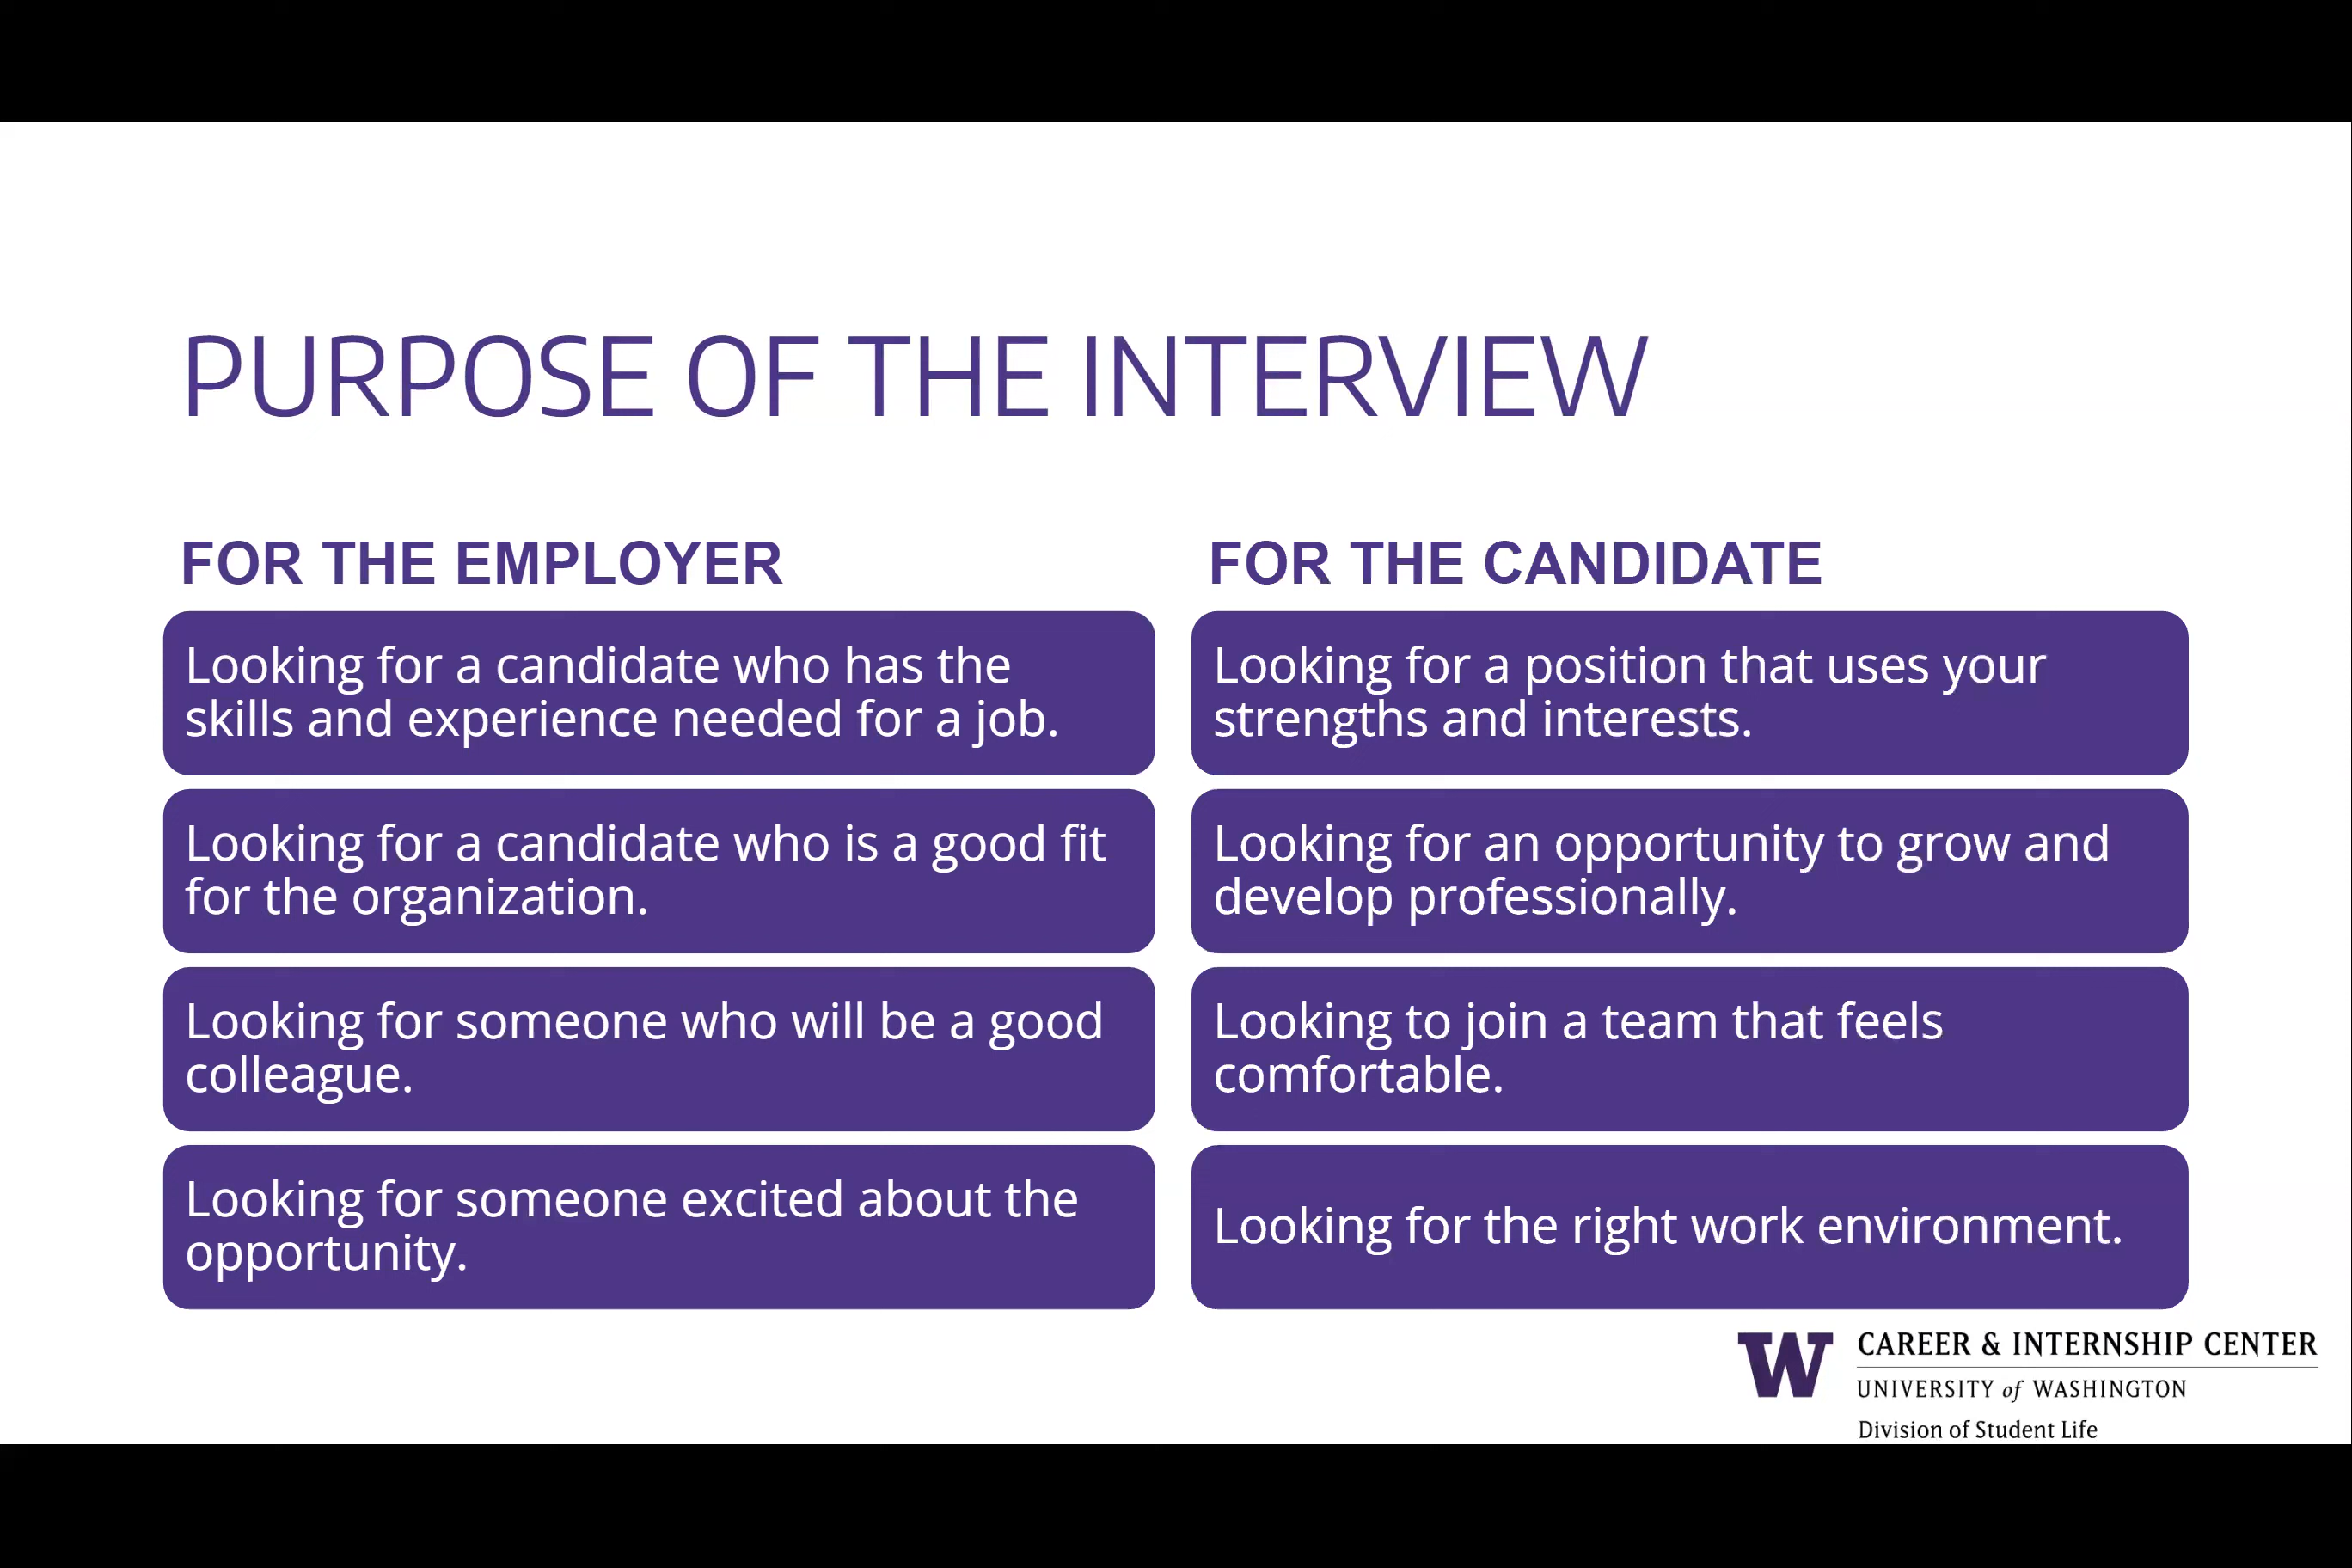 PURPOSE OF THE INTERVIEW
FOR THE EMPLOYER
Looking for a candidate who has the
skills and experience needed for a job.
Looking for a candidate who is a good fit
for the organization.
Looking for someone who will be a good
colleague.
Looking for someone excited about the
opportunity.
FOR THE CANDIDATE
Looking for a position that uses your
strengths and interests.
Looking for an opportunity to grow and
develop professionally.
Looking to join a team that feels
comfortable.
Looking for the right work environment.
W
CAREER & INTERNSHIP CENTER
UNIVERSITY of WASHINGTON
Division of Student Life